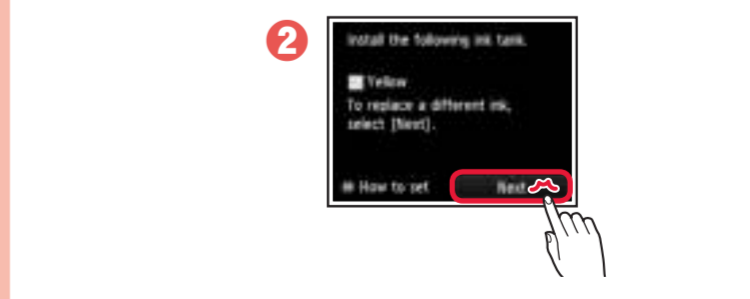 2
Install the following ink tank.
Yellow
To replace a different ink,
select [Next].
# How to set
Next